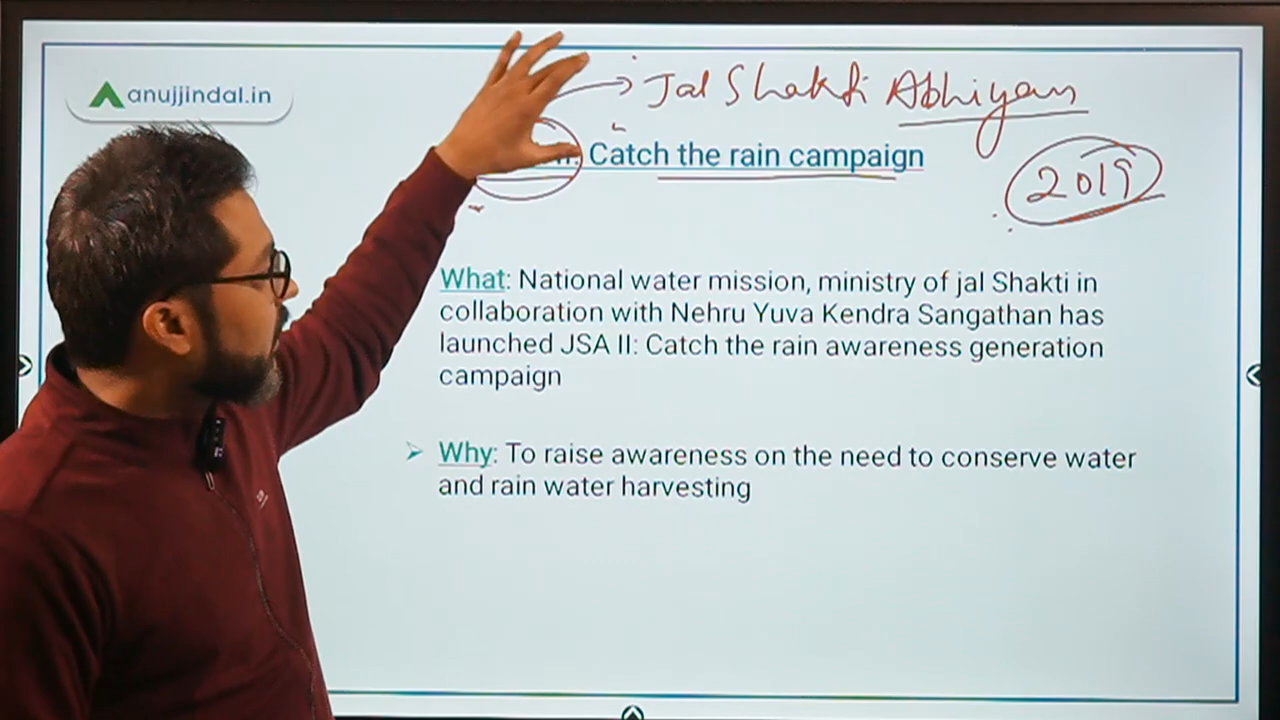 anujjindal.in
Jal Shakti Abhiyan
Catch the rain campaign
2019
What: National water mission, ministry of jal Shakti in
collaboration with Nehru Yuva Kendra Sangathan has
launched JSA II: Catch the rain awareness generation
campaign
Why: To raise awareness on the need to conserve water
and rain water harvesting